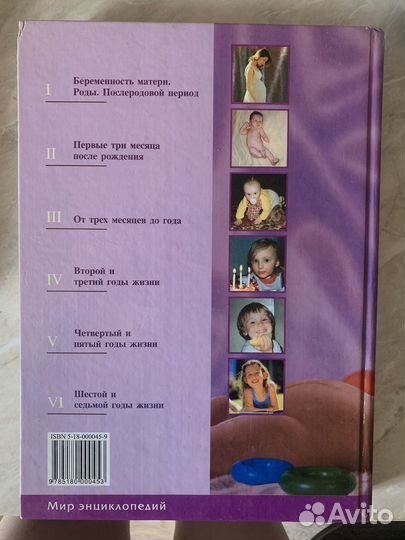 I
Беременность матери.
Роды. Послеродовой период
II
Первые три месяца
после рождения
III
От трех месяцев до года
IV
Второй и
третий годы жизни
V
Четвертый и
пятый годы жизни
VI
Шестой и
седьмой годы жизни
ISBN 5-18-000045-9
9785180000453
Мир энциклопедий
Avito